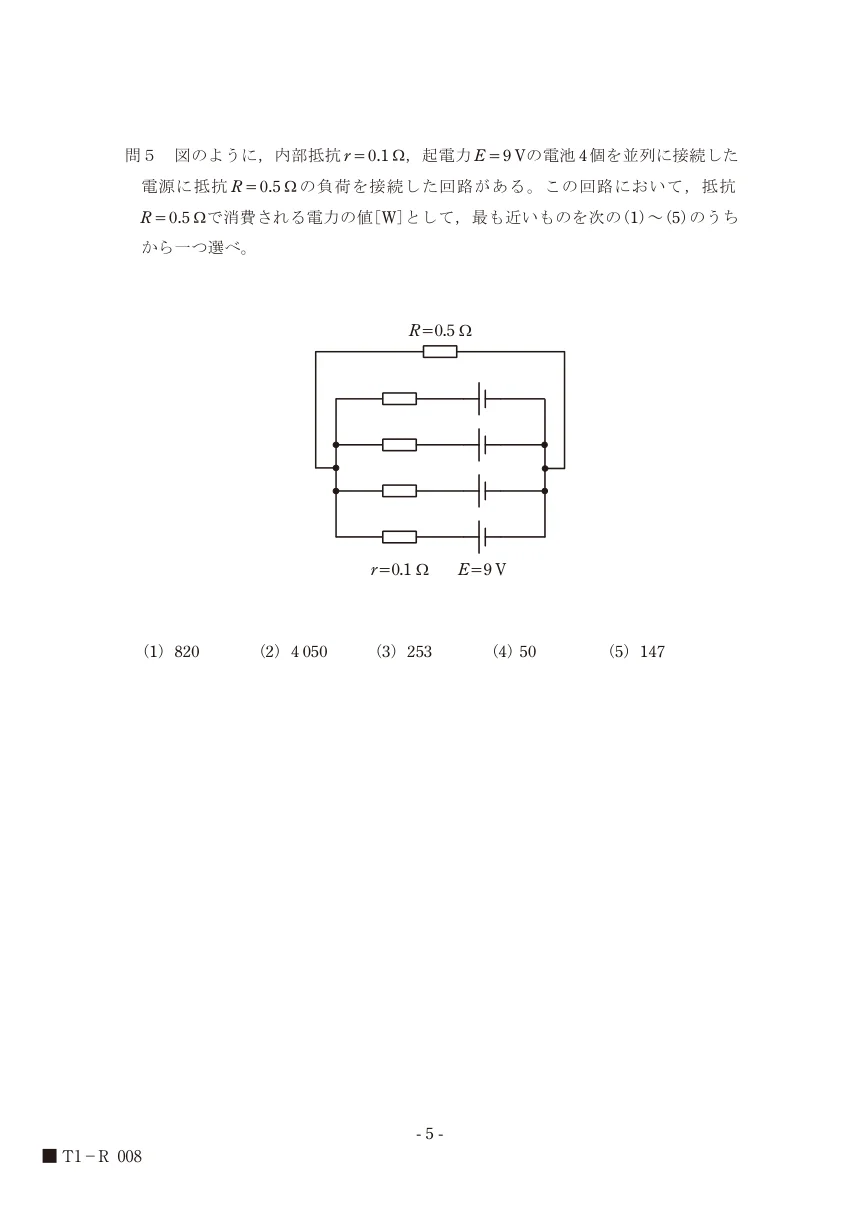 問5　図のように，内部抵抗 r＝0.1 Ω，起電力 E＝9 Vの電池 4個を並列に接続した
電源に抵抗 R＝0.5 Ω の負荷を接続した回路がある。この回路において，抵抗
R＝0.5 Ωで消費される電力の値[W]として，最も近いものを次の(1)～(5)のうち
から一つ選べ。
R=0.5 Ω
r=0.1 Ω　E=9 V
(1) 820　(2) 4 050　(3) 253　(4) 50　(5) 147
- 5 -
■ T1－R 008